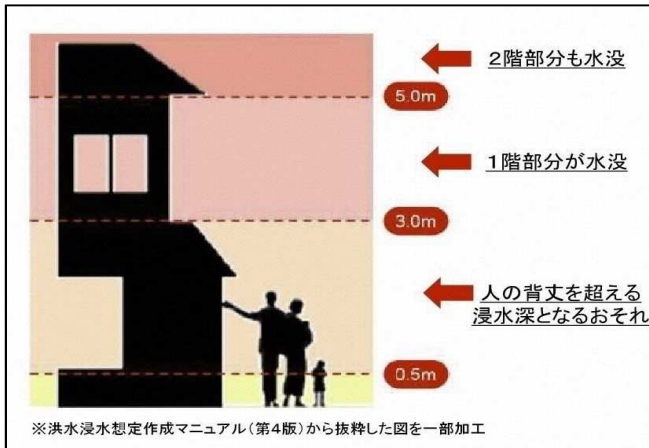 2階部分も水没
5.0m
1階部分が水没
3.0m
人の背丈を超える
浸水深となるおそれ
0.5m
※洪水浸水想定作成マニュアル(第4版)から抜粋した図を一部加工